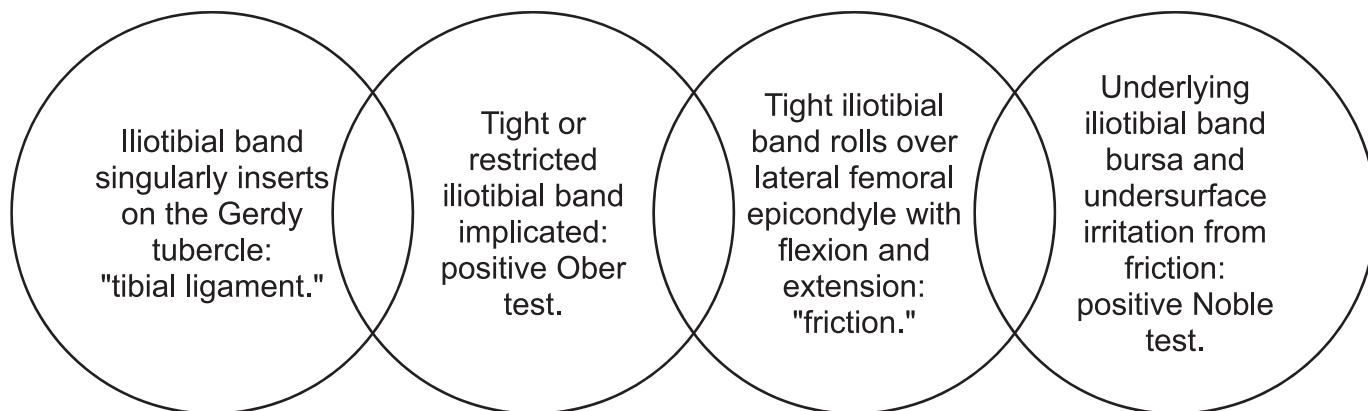 Iliotibial band
singularly inserts
on the Gerdy
tubercle:
"tibial ligament."
Tight or
restricted
iliotibial band
implicated:
positive Ober
test.
Tight iliotibial
band rolls over
lateral femoral
epicondyle with
flexion and
extension:
"friction."
Underlying
iliotibial band
bursa and
undersurface
irritation from
friction:
positive Noble
test.